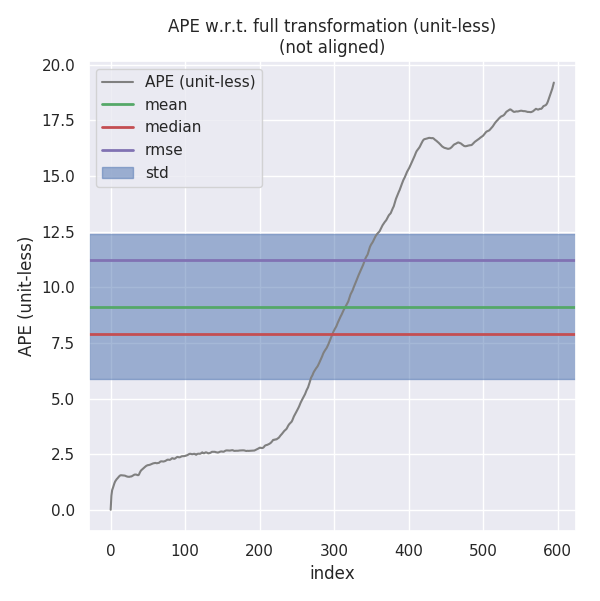 APE w.r.t. full transformation (unit-less)
(not aligned)
APE (unit-less)
mean
median
rmse
std
20.0
17.5
15.0
12.5
10.0
7.5
5.0
2.5
0.0
APE (unit-less)
0 100 200 300 400 500 600
index